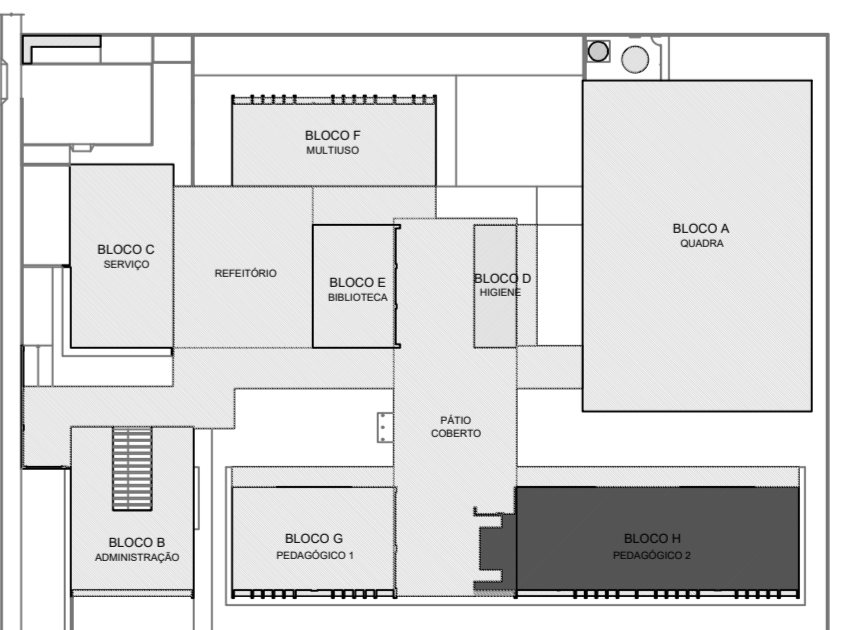 BLOCO F
MULTIUSO
BLOCO A
QUADRA
BLOCO C
SERVIÇO
REFEITÓRIO
BLOCO E
BIBLIOTECA
BLOCO D
HIGIENE
PÁTIO
COBERTO
BLOCO B
ADMINISTRAÇÃO
BLOCO G
PEDAGÓGICO 1
BLOCO H
PEDAGÓGICO 2